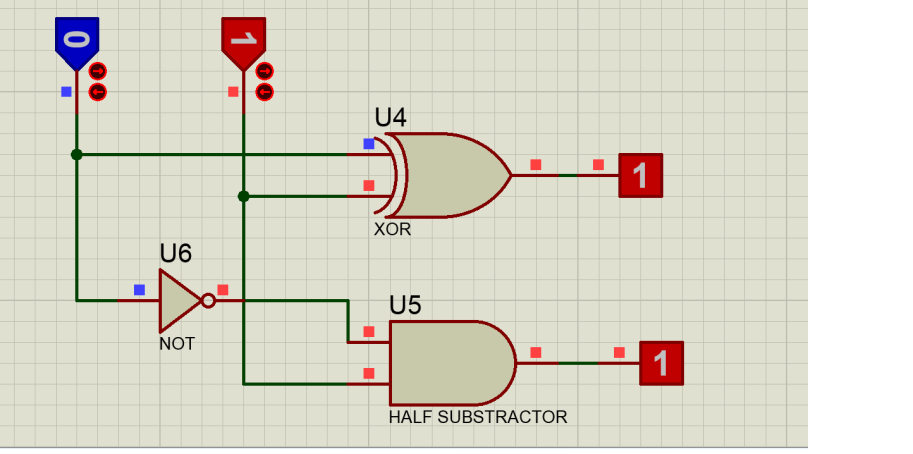 0
1
U4
XOR
1
U6
NOT
U5
1
HALF SUBSTRACTOR